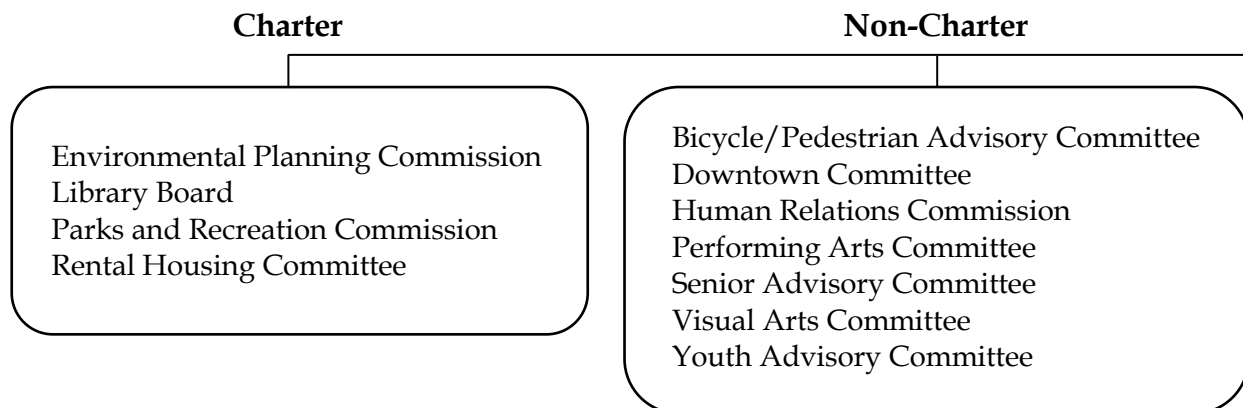 Charter
Environmental Planning Commission
Library Board
Parks and Recreation Commission
Rental Housing Committee
Non-Charter
Bicycle/Pedestrian Advisory Committee
Downtown Committee
Human Relations Commission
Performing Arts Committee
Senior Advisory Committee
Visual Arts Committee
Youth Advisory Committee